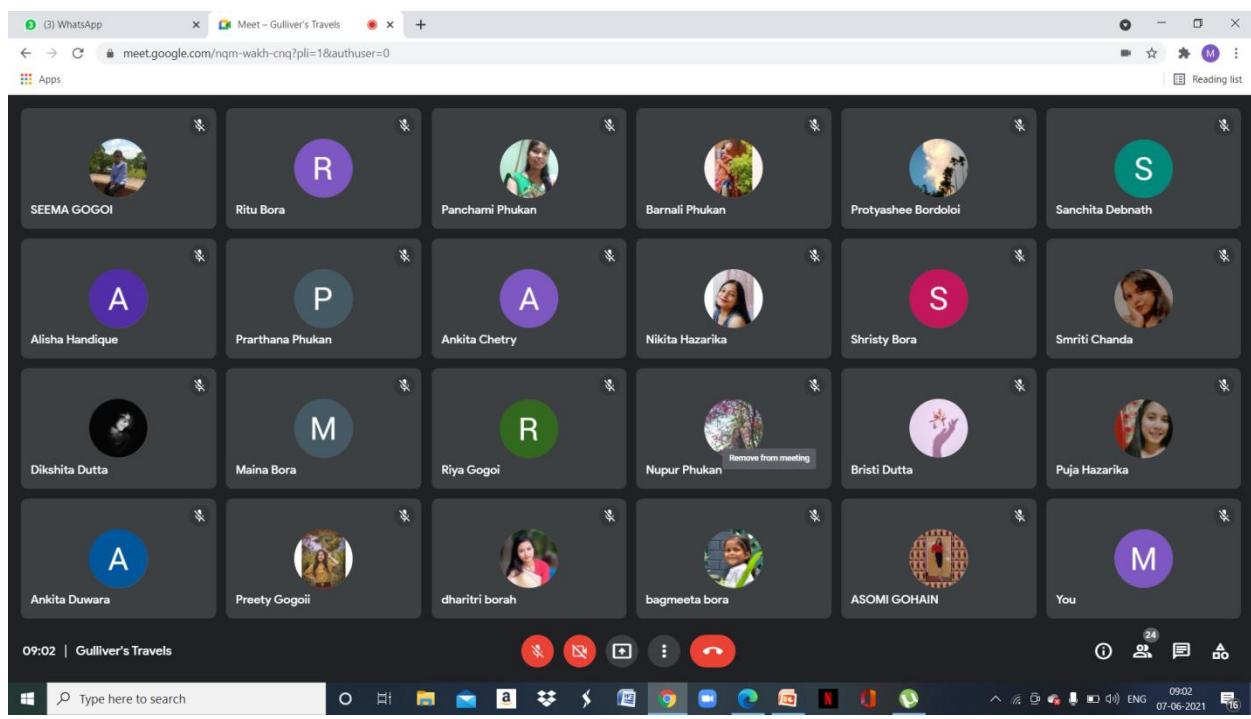 (3) WhatsApp Meet – Gulliver's Travels
meet.google.com/nqm-wakh-cnq?pli=1&authuser=0 M
Apps Reading list
R S
SEEMA GOGOI Ritu Bora Panchami Phukan Barnali Phukan Protyashee Bordoloi Sanchita Debnath
A P A S
Alisha Handique Prarthana Phukan Ankita Chetry Nikita Hazarika Shristy Bora Smriti Chanda
M R
Remove from meeting
Dikshita Dutta Maina Bora Riya Gogoi Nupur Phukan Bristi Dutta Puja Hazarika
A M
Ankita Duwara Preety Gogoii dharitri borah bagmeeta bora ASOMI GOHAIN You
24
09:02 | Gulliver's Travels
Type here to search a N ENG 09:02
07-06-2021 16